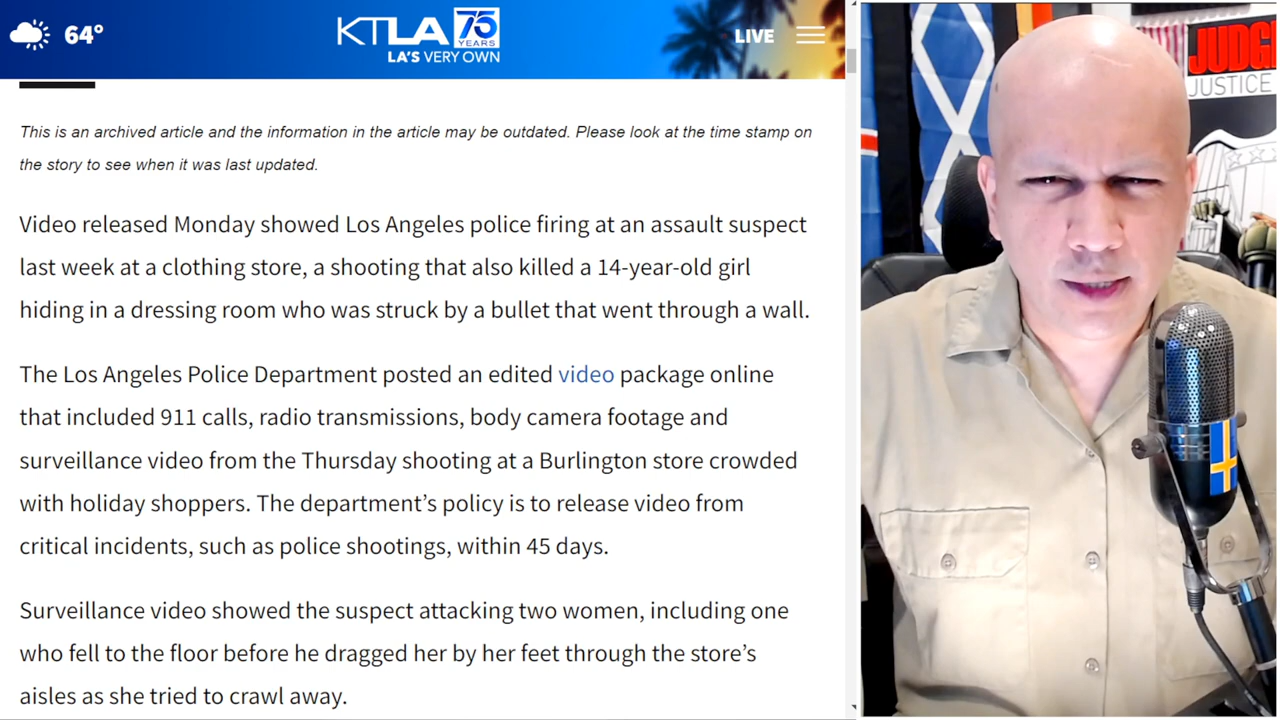 64°
KTLA 75
YEARS
LA'S VERY OWN
LIVE
This is an archived article and the information in the article may be outdated. Please look at the time stamp on
the story to see when it was last updated.
Video released Monday showed Los Angeles police firing at an assault suspect
last week at a clothing store, a shooting that also killed a 14-year-old girl
hiding in a dressing room who was struck by a bullet that went through a wall.
The Los Angeles Police Department posted an edited video package online
that included 911 calls, radio transmissions, body camera footage and
surveillance video from the Thursday shooting at a Burlington store crowded
with holiday shoppers. The department’s policy is to release video from
critical incidents, such as police shootings, within 45 days.
Surveillance video showed the suspect attacking two women, including one
who fell to the floor before he dragged her by her feet through the store’s
aisles as she tried to crawl away.
JUSTICE